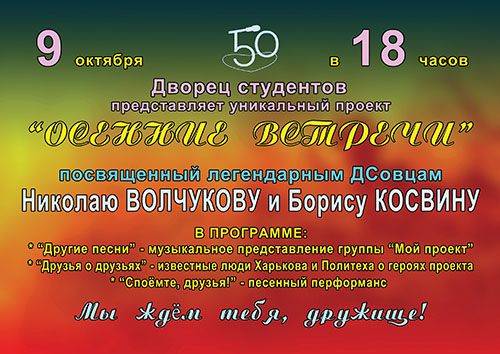 9 октября 50 в 18 часов
Дворец студентов
представляет уникальный проект
"ОСЕННИЕ ВСТРЕЧИ"
посвященный легендарным ДСовцам
Николаю ВОЛЧУКОВУ и Борису КОСВИНУ
В ПРОГРАММЕ:
* "Другие песни" - музыкальное представление группы "Мой проект"
* "Друзья о друзьях" - известные люди Харькова и Политеха о героях проекта
* "Споёмте, друзья!" - песенный перформанс
Мы ждём тебя, дружище!